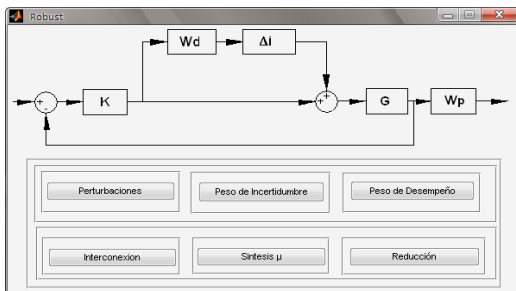 Robust
Wd
Δi
+
-
K
+
+
G
Wp
Perturbaciones
Peso de Incertidumbre
Peso de Desempeño
Interconexion
Sintesis μ
Reducción